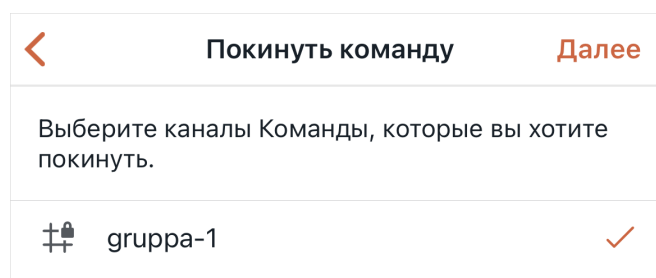 Покинуть команду
Далее
Выберите каналы Команды, которые вы хотите
покинуть.
gruppa-1